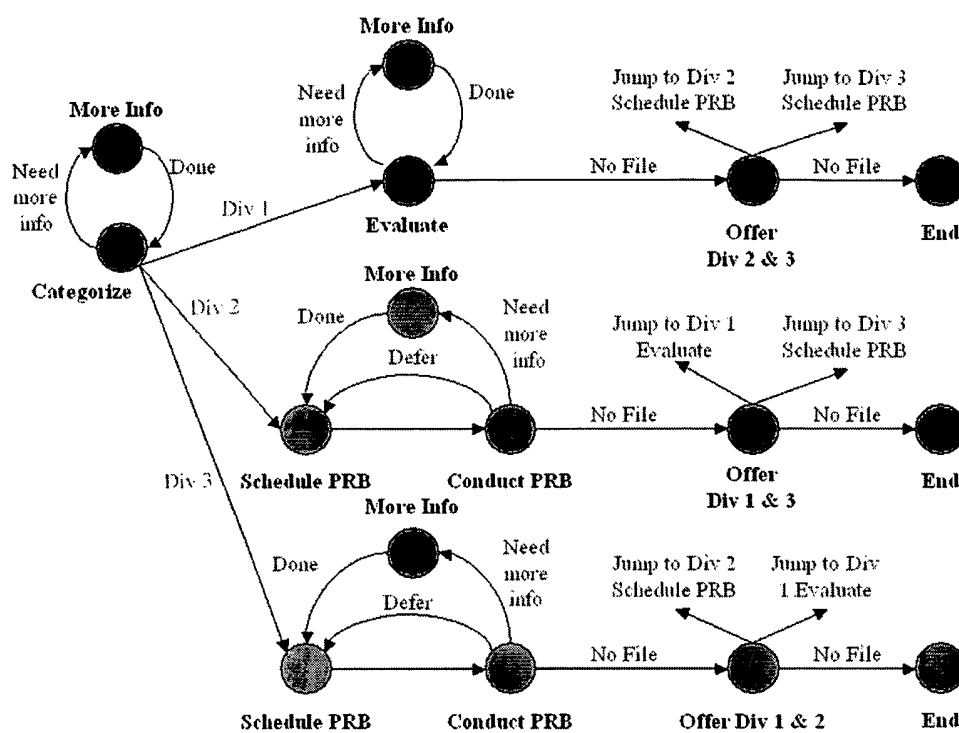 More Info
Need
more
info
Done
More Info
Need
more
info
Done
Categorize
Div 1
Div 2
Div 3
Evaluate
No File
Jump to Div 2
Schedule PRB
Jump to Div 3
Schedule PRB
No File
Offer
Div 2 & 3
End
More Info
Done
Defer
Need
more
info
Schedule PRB
Conduct PRB
No File
Jump to Div 1
Evaluate
Jump to Div 3
Schedule PRB
No File
Offer
Div 1 & 3
End
More Info
Done
Defer
Need
more
info
Schedule PRB
Conduct PRB
No File
Jump to Div 2
Schedule PRB
Jump to Div
1 Evaluate
No File
Offer Div 1 & 2
End